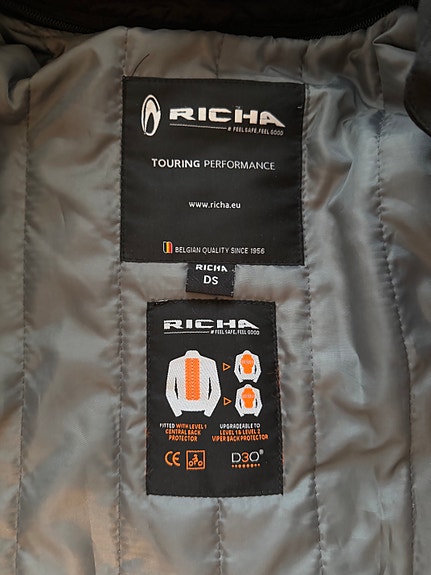 RICHA
# FEEL SAFE, FEEL GOOD
TOURING PERFORMANCE
www.richa.eu
BELGIAN QUALITY SINCE 1956
RICHA
DS
RICHA
# FEEL SAFE, FEEL GOOD
FITTED WITH LEVEL 1
CENTRAL BACK
PROTECTOR
UPGRADEABLE TO
LEVEL 1 & LEVEL 2
VIPER BACK PROTECTOR
CE
D3O®